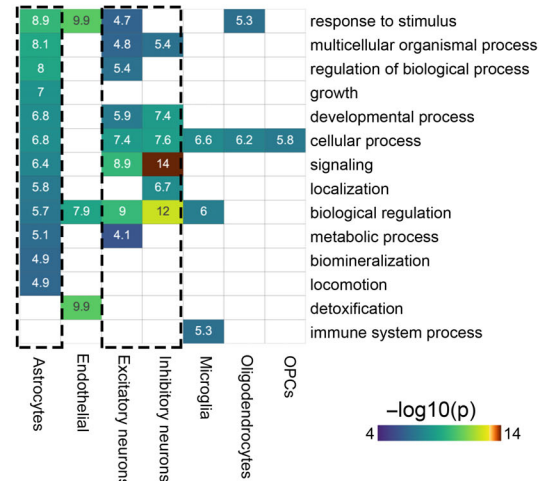 8.9 9.9 4.7 5.3 response to stimulus
8.1 4.8 5.4 multicellular organismal process
8 5.4 regulation of biological process
7 growth
6.8 5.9 7.4 developmental process
6.8 7.4 7.6 6.6 6.2 5.8 cellular process
6.4 8.9 14 signaling
5.8 6.7 localization
5.7 7.9 9 12 6 biological regulation
5.1 4.1 metabolic process
4.9 biomineralization
4.9 locomotion
9.9 detoxification
5.3 immune system process
Astrocytes
Endothelial
Excitatory neurons
Inhibitory neurons
Microglia
Oligodendrocytes
OPCs
–log10(p)
4 14